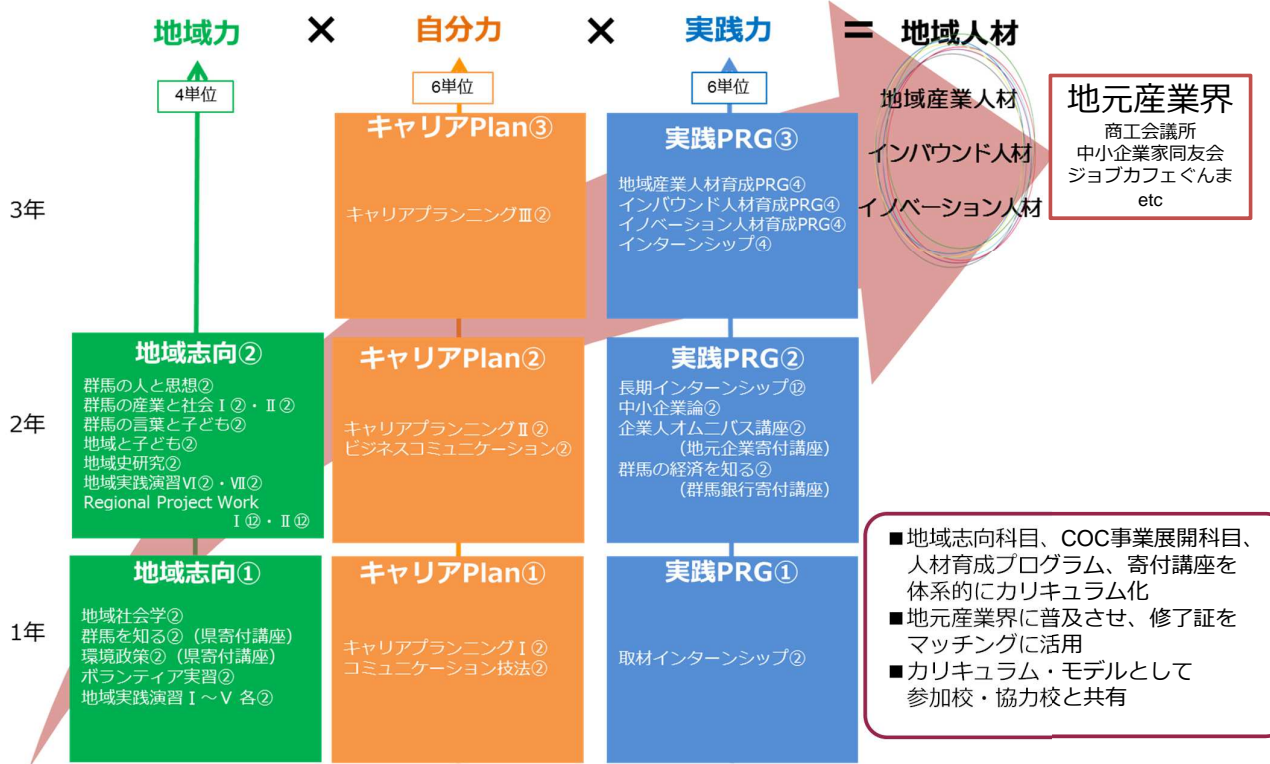 地域力 × 自分力 × 実践力 = 地域人材
4単位
6単位
6単位
地域産業人材
インバウンド人材
イノベーション人材
地元産業界
商工会議所
中小企業家同友会
ジョブカフェぐんま
etc
3年
キャリアPlan③
キャリアプランニングⅢ②
実践PRG③
地域産業人材育成PRG④
インバウンド人材育成PRG④
イノベーション人材育成PRG④
インターンシップ④
2年
地域志向②
群馬の人と思想②
群馬の産業と社会Ⅰ②・Ⅱ②
群馬の言葉と子ども②
地域と子ども②
地域史研究②
地域実践演習Ⅵ②・Ⅶ②
Regional Project Work
Ⅰ⑫・Ⅱ⑫
キャリアPlan②
キャリアプランニングⅡ②
ビジネスコミュニケーション②
実践PRG②
長期インターンシップ⑫
中小企業論②
企業人オムニバス講座②
(地元企業寄付講座)
群馬の経済を知る②
(群馬銀行寄付講座)
1年
地域志向①
地域社会学②
群馬を知る②(県寄付講座)
環境政策②(県寄付講座)
ボランティア実習②
地域実践演習Ⅰ～Ⅴ 各②
キャリアPlan①
キャリアプランニングⅠ②
コミュニケーション技法②
実践PRG①
取材インターンシップ②
■地域志向科目、COC事業展開科目、
人材育成プログラム、寄付講座を
体系的にカリキュラム化
■地元産業界に普及させ、修了証を
マッチングに活用
■カリキュラム・モデルとして
参加校・協力校と共有